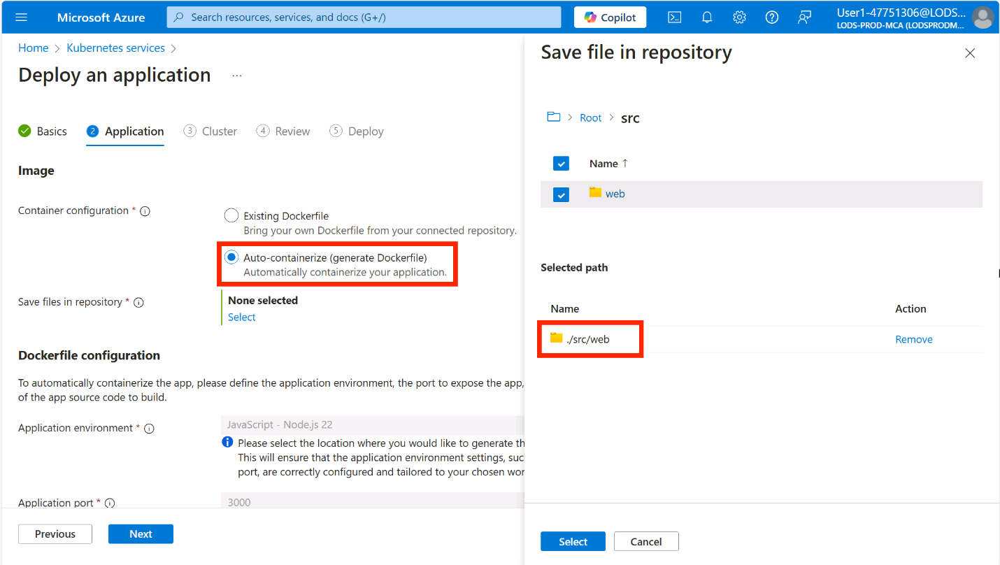 Microsoft Azure
Search resources, services, and docs (G+/)
Copilot
User1-47751306@LODS...
LODS-PROD-MCA (LODSPRODM...
Home > Kubernetes services >
Deploy an application ...
Basics
2 Application
3 Cluster
4 Review
5 Deploy
Image
Container configuration *
Existing Dockerfile
Bring your own Dockerfile from your connected repository.
Auto-containerize (generate Dockerfile)
Automatically containerize your application.
Save files in repository *
None selected
Select
Dockerfile configuration
To automatically containerize the app, please define the application environment, the port to expose the app,
of the app source code to build.
Application environment *
JavaScript - Node.js 22
Please select the location where you would like to generate th
This will ensure that the application environment settings, suc
port, are correctly configured and tailored to your chosen wor
Application port *
3000
Previous
Next
Save file in repository
> Root > src
Name ↑
web
Selected path
Name
Action
./src/web
Remove
Select
Cancel